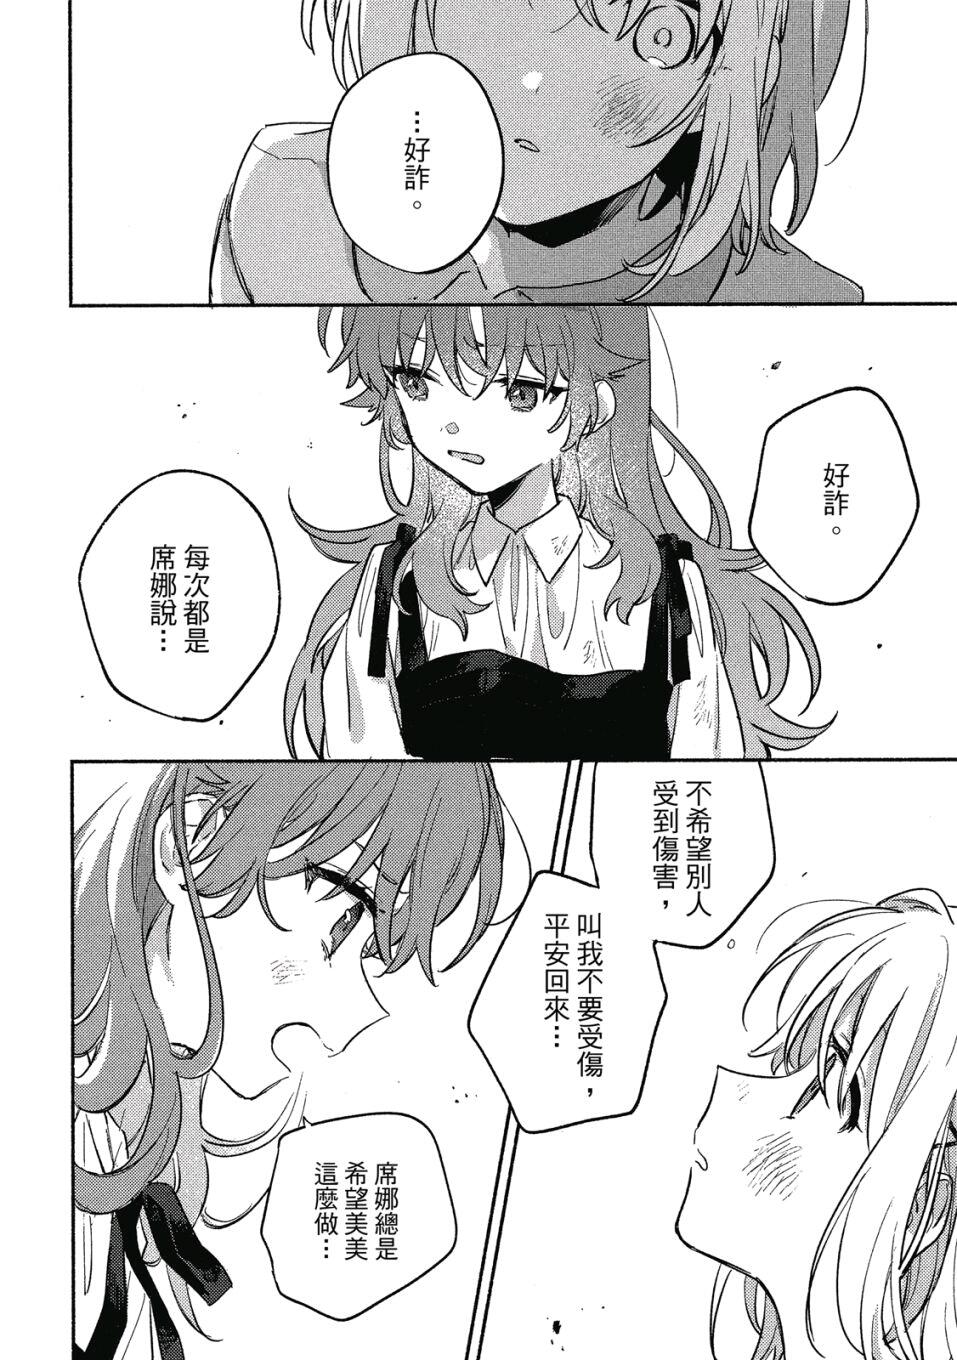 …好詐。
好詐。
每次都是
席娜說…
不希望別人
受到傷害，
叫我不要受傷，
平安回來…
席娜總是
希望美美
這麼做…